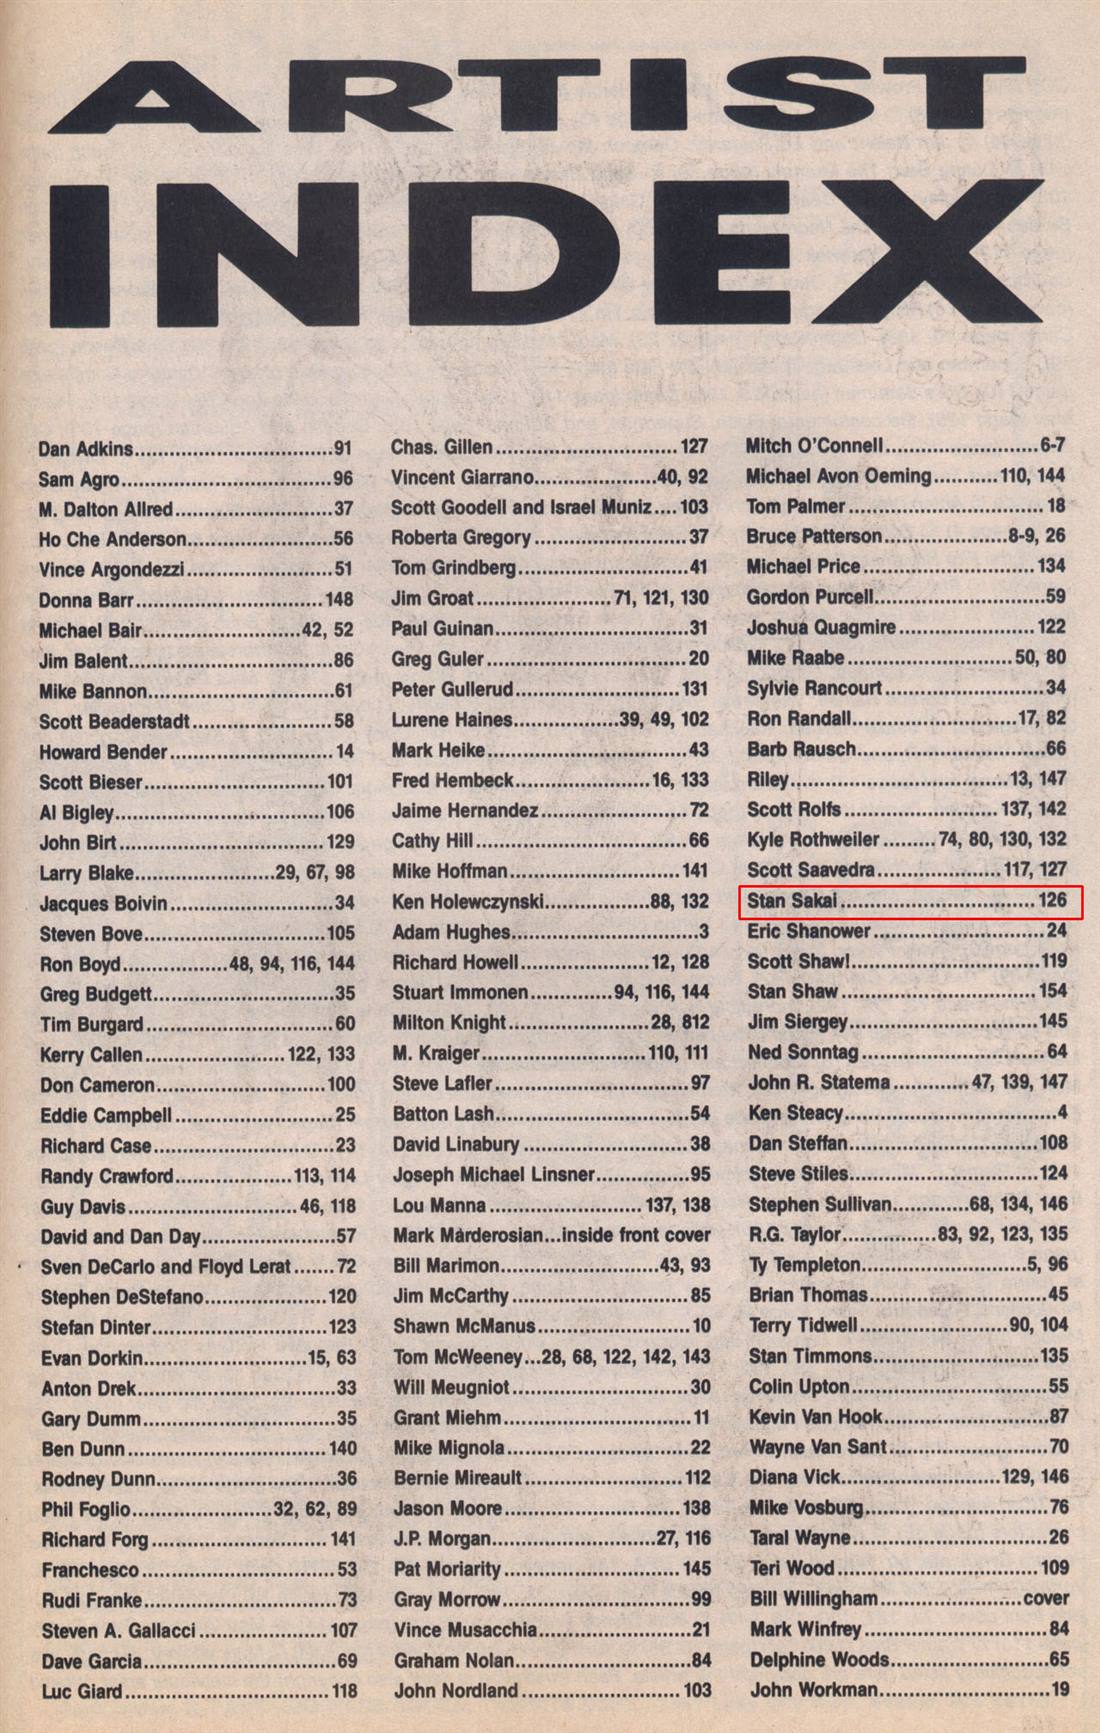 ARTIST
INDEX
Dan Adkins..............................91
Sam Agro................................96
M. Dalton Allred........................37
Ho Che Anderson.........................56
Vince Argondezzi........................51
Donna Barr..............................148
Michael Bair........................42, 52
Jim Balent..............................86
Mike Bannon.............................61
Scott Beaderstadt.......................58
Howard Bender...........................14
Scott Bieser............................101
Al Bigley...............................106
John Birt...............................129
Larry Blake.....................29, 67, 98
Jacques Boivin..........................34
Steven Bove.............................105
Ron Boyd................48, 94, 116, 144
Greg Budgett............................35
Tim Burgard.............................60
Kerry Callen.....................122, 133
Don Cameron.............................100
Eddie Campbell..........................25
Richard Case............................23
Randy Crawford...................113, 114
Guy Davis.........................46, 118
David and Dan Day.......................57
Sven DeCarlo and Floyd Lerat.......72
Stephen DeStefano.......................120
Stefan Dinter...........................123
Evan Dorkin.........................15, 63
Anton Drek..............................33
Gary Dumm...............................35
Ben Dunn................................140
Rodney Dunn.............................36
Phil Foglio.....................32, 62, 89
Richard Forg............................141
Franchesco..............................53
Rudi Franke.............................73
Steven A. Gallacci......................107
Dave Garcia.............................69
Luc Giard...............................118
Chas. Gillen............................127
Vincent Giarrano....................40, 92
Scott Goodell and Israel Muniz....103
Roberta Gregory.........................37
Tom Grindberg...........................41
Jim Groat.....................71, 121, 130
Paul Guinan.............................31
Greg Guler..............................20
Peter Gullerud..........................131
Lurene Haines..................39, 49, 102
Mark Heike..............................43
Fred Hembeck......................16, 133
Jaime Hernandez.........................72
Cathy Hill..............................66
Mike Hoffman............................141
Ken Holewczynski..................88, 132
Adam Hughes.............................3
Richard Howell....................12, 128
Stuart Immonen............94, 116, 144
Milton Knight.....................28, 812
M. Kraiger.......................110, 111
Steve Lafler............................97
Batton Lash.............................54
David Linabury..........................38
Joseph Michael Linsner..................95
Lou Manna........................137, 138
Mark Marderosian...inside front cover
Bill Marimon........................43, 93
Jim McCarthy............................85
Shawn McManus...........................10
Tom McWeeney...28, 68, 122, 142, 143
Will Meugniot...........................30
Grant Miehm.............................11
Mike Mignola............................22
Bernie Mireault.........................112
Jason Moore.............................138
J.P. Morgan.......................27, 116
Pat Moriarity...........................145
Gray Morrow.............................99
Vince Musacchia.........................21
Graham Nolan............................84
John Nordland...........................103
Mitch O'Connell.........................6-7
Michael Avon Oeming...........110, 144
Tom Palmer..............................18
Bruce Patterson....................8-9, 26
Michael Price...........................134
Gordon Purcell..........................59
Joshua Quagmire.........................122
Mike Raabe..........................50, 80
Sylvie Rancourt.........................34
Ron Randall.........................17, 82
Barb Rausch.............................66
Riley.............................13, 147
Scott Rolfs......................137, 142
Kyle Rothweiler.........74, 80, 130, 132
Scott Saavedra...................117, 127
Stan Sakai..............................126
Eric Shanower...........................24
Scott Shaw!.............................119
Stan Shaw...............................154
Jim Siergey.............................145
Ned Sonntag.............................64
John R. Statema............47, 139, 147
Ken Steacy..............................4
Dan Steffan.............................108
Steve Stiles............................124
Stephen Sullivan.............68, 134, 146
R.G. Taylor...............83, 92, 123, 135
Ty Templeton.........................5, 96
Brian Thomas............................45
Terry Tidwell......................90, 104
Stan Timmons............................135
Colin Upton.............................55
Kevin Van Hook..........................87
Wayne Van Sant..........................70
Diana Vick.......................129, 146
Mike Vosburg............................76
Taral Wayne.............................26
Teri Wood...............................109
Bill Willingham.......................cover
Mark Winfrey............................84
Delphine Woods..........................65
John Workman............................19